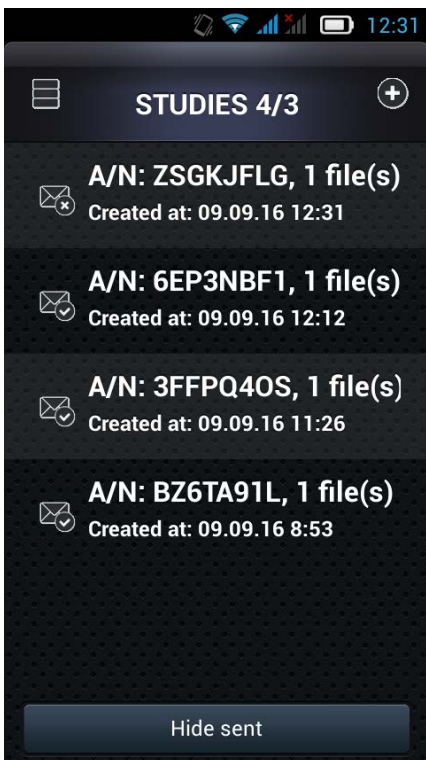 12:31
STUDIES 4/3
A/N: ZSGKJFLG, 1 file(s)
Created at: 09.09.16 12:31
A/N: 6EP3NBF1, 1 file(s)
Created at: 09.09.16 12:12
A/N: 3FFPQ4OS, 1 file(s)
Created at: 09.09.16 11:26
A/N: BZ6TA91L, 1 file(s)
Created at: 09.09.16 8:53
Hide sent